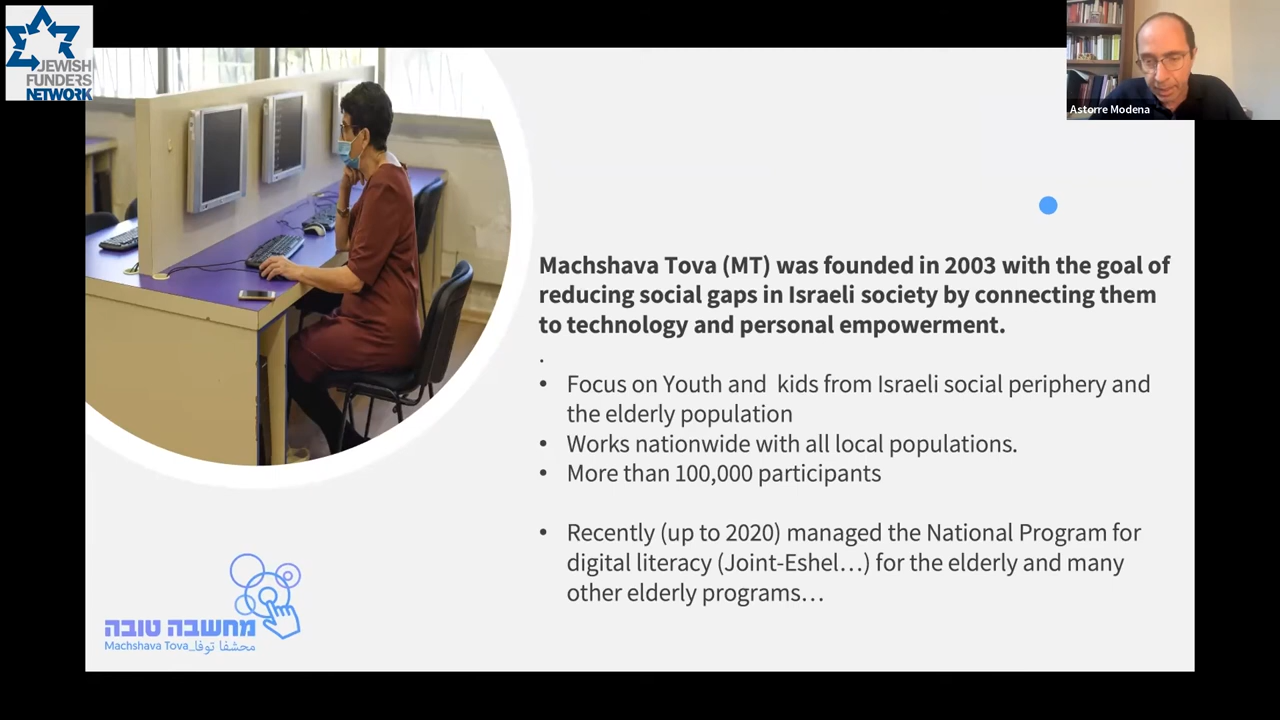 JEWISH
FUNDERS
NETWORK
Astorre Modena
Machshava Tova (MT) was founded in 2003 with the goal of
reducing social gaps in Israeli society by connecting them
to technology and personal empowerment.
.
• Focus on Youth and kids from Israeli social periphery and
the elderly population
• Works nationwide with all local populations.
• More than 100,000 participants
• Recently (up to 2020) managed the National Program for
digital literacy (Joint-Eshel…) for the elderly and many
other elderly programs…
מחשבה טובה
Machshava Tova_محشڤا توڤا